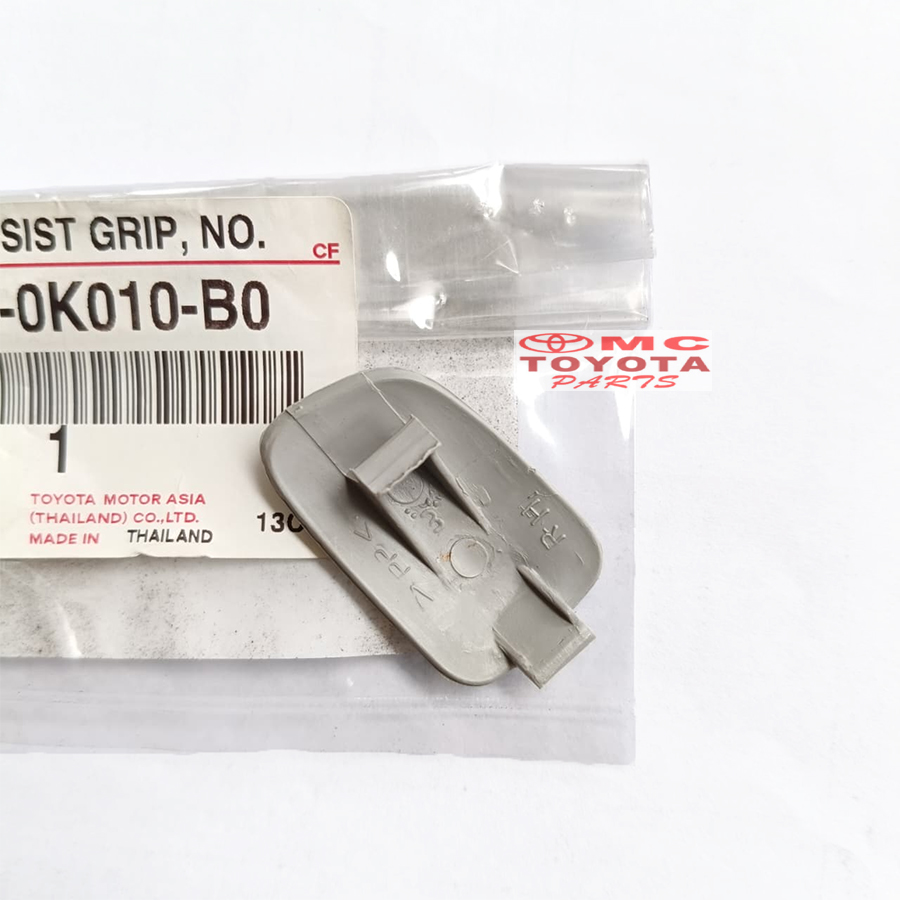 SIST GRIP, NO.
CF
-0K010-B0
1
TOYOTA MOTOR ASIA
(THAILAND) CO.,LTD.
MADE IN THAILAND
13C
OMC
TOYOTA
PARTS
>PP<
RH